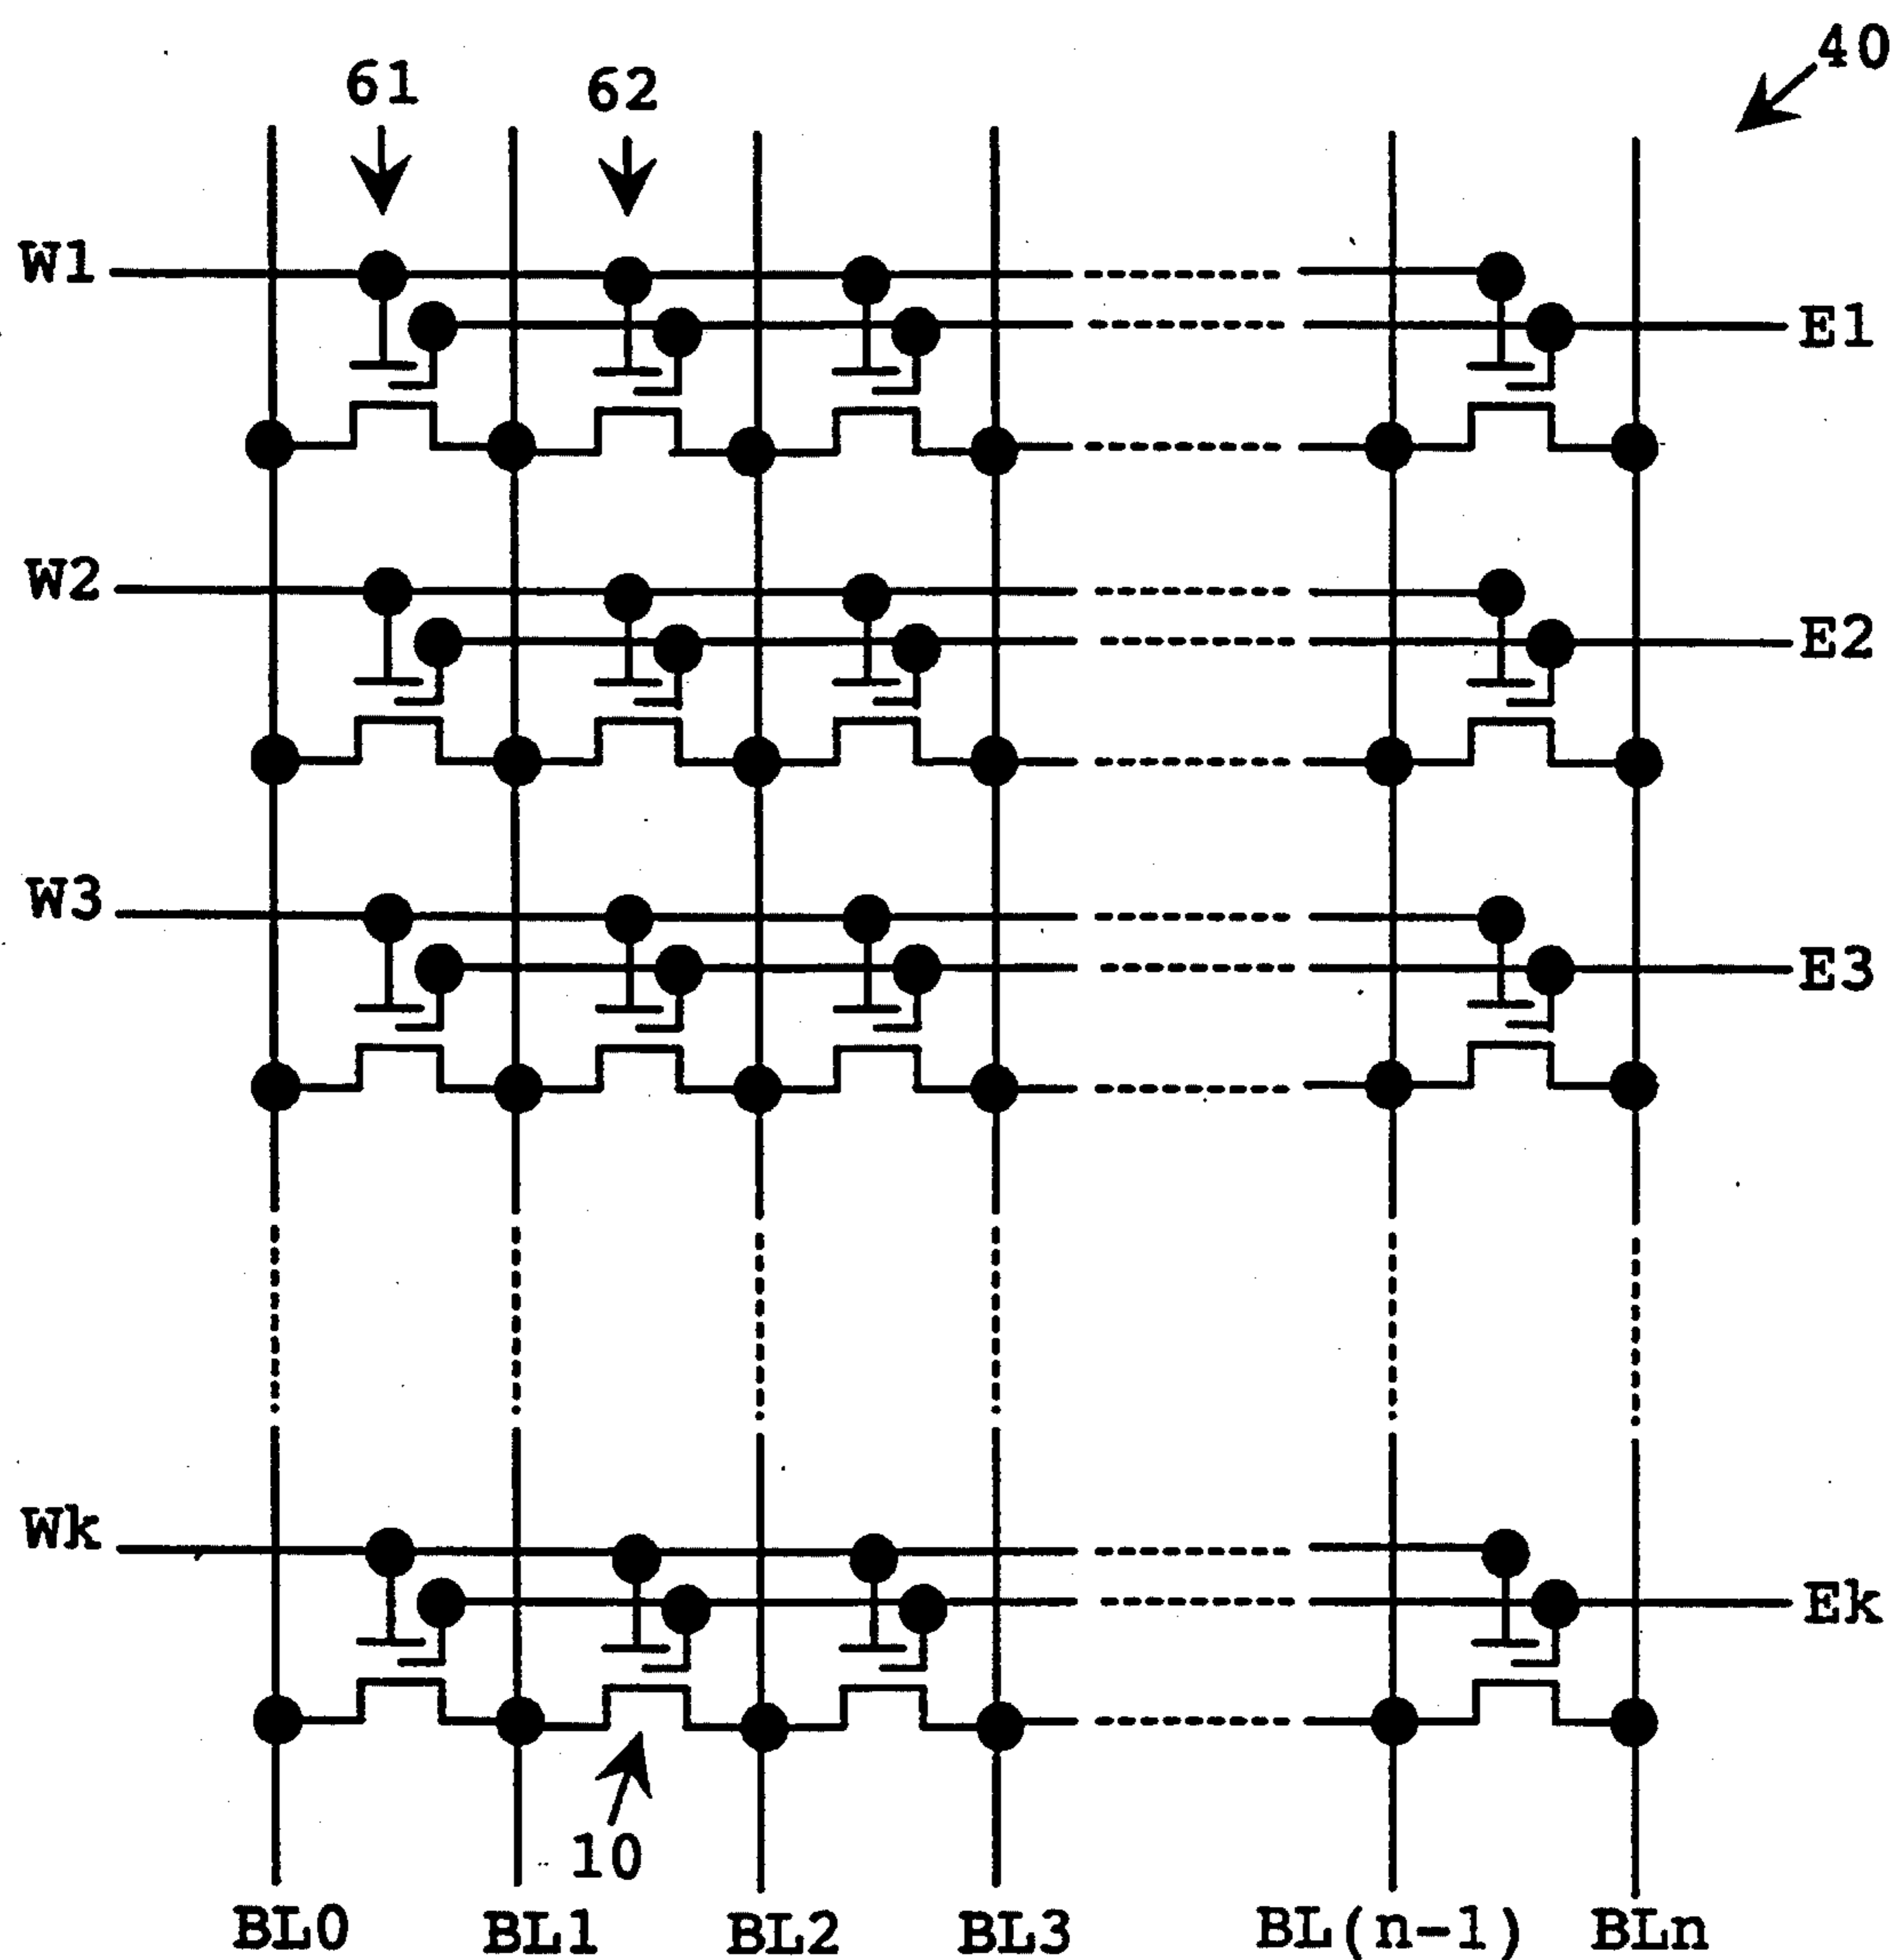 40
61 62
W1
E1
W2
E2
W3
E3
Wk
Ek
10
BL0 BL1 BL2 BL3 BL(n-1) BLn